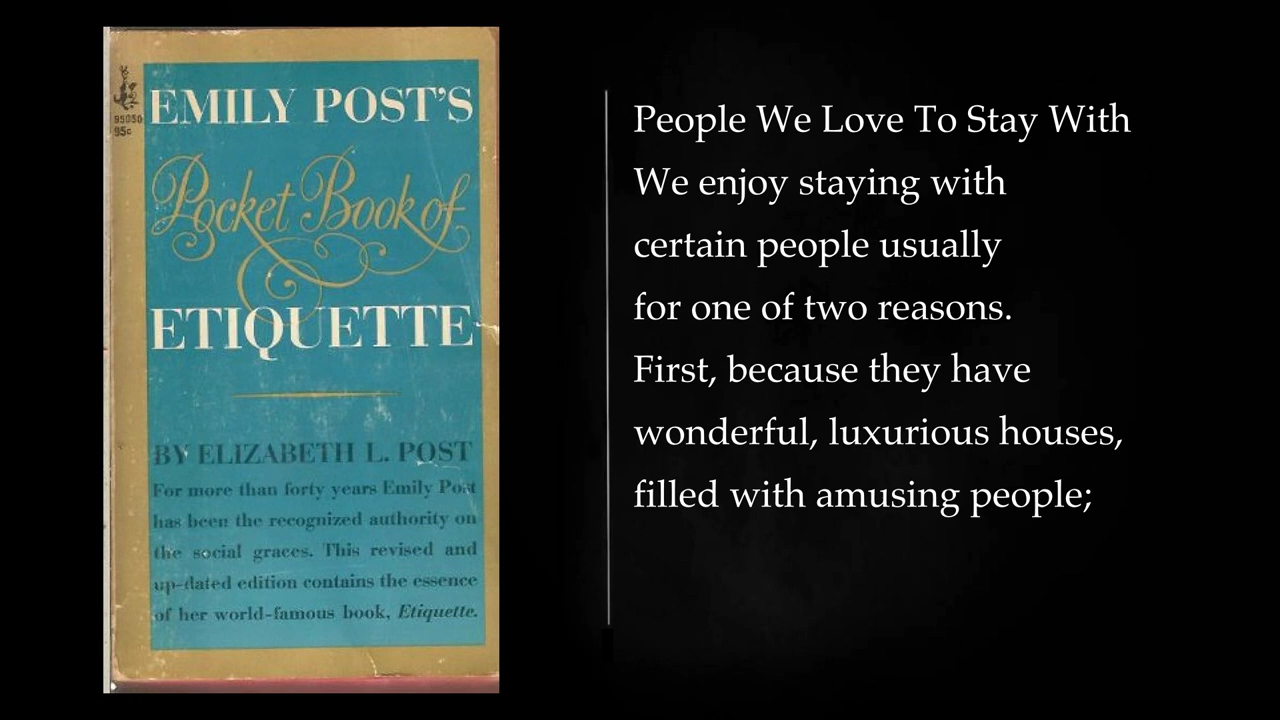 EMILY POST'S
Pocket Book of
ETIQUETTE
95050
95c
BY ELIZABETH L. POST
For more than forty years Emily Post
has been the recognized authority on
the social graces. This revised and
up-dated edition contains the essence
of her world-famous book, Etiquette.
People We Love To Stay With
We enjoy staying with
certain people usually
for one of two reasons.
First, because they have
wonderful, luxurious houses,
filled with amusing people;